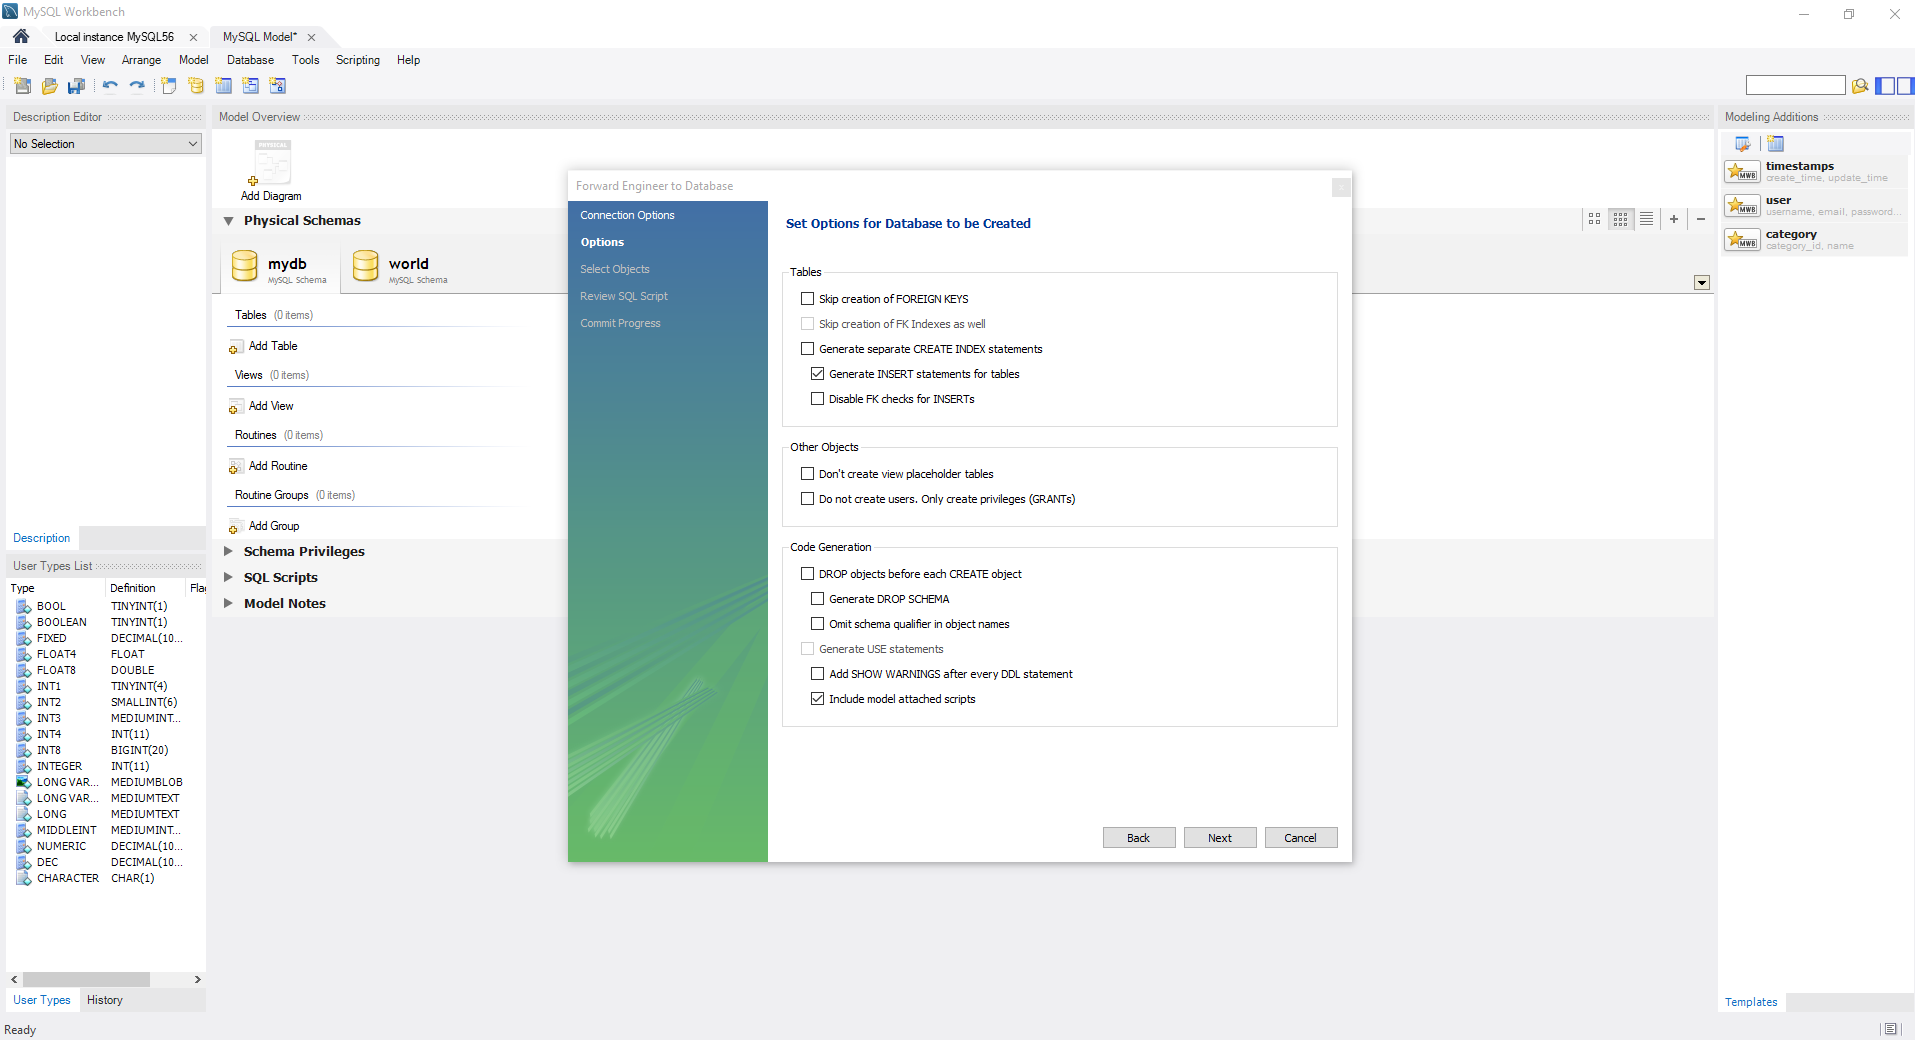 MySQL Workbench
Local instance MySQL56
MySQL Model*
File Edit View Arrange Model Database Tools Scripting Help
Description Editor
No Selection
Description
User Types List
Type Definition Flag
BOOL TINYINT(1)
BOOLEAN TINYINT(1)
FIXED DECIMAL(10...
FLOAT4 FLOAT
FLOAT8 DOUBLE
INT1 TINYINT(4)
INT2 SMALLINT(6)
INT3 MEDIUMINT...
INT4 INT(11)
INT8 BIGINT(20)
INTEGER INT(11)
LONG VAR... MEDIUMBLOB
LONG VAR... MEDIUMTEXT
LONG MEDIUMTEXT
MIDDLEINT MEDIUMINT...
NUMERIC DECIMAL(10...
DEC DECIMAL(10...
CHARACTER CHAR(1)
User Types History
Ready
Model Overview
PHYSICAL
Add Diagram
Physical Schemas
mydb
MySQL Schema
world
MySQL Schema
Tables (0 items)
Add Table
Views (0 items)
Add View
Routines (0 items)
Add Routine
Routine Groups (0 items)
Add Group
Schema Privileges
SQL Scripts
Model Notes
Forward Engineer to Database
Connection Options
Options
Select Objects
Review SQL Script
Commit Progress
Set Options for Database to be Created
Tables
Skip creation of FOREIGN KEYS
Skip creation of FK Indexes as well
Generate separate CREATE INDEX statements
Generate INSERT statements for tables
Disable FK checks for INSERTs
Other Objects
Don't create view placeholder tables
Do not create users. Only create privileges (GRANTs)
Code Generation
DROP objects before each CREATE object
Generate DROP SCHEMA
Omit schema qualifier in object names
Generate USE statements
Add SHOW WARNINGS after every DDL statement
Include model attached scripts
Back Next Cancel
Modeling Additions
MWB
timestamps
create_time, update_time
MWB
user
username, email, password...
MWB
category
category_id, name
Templates